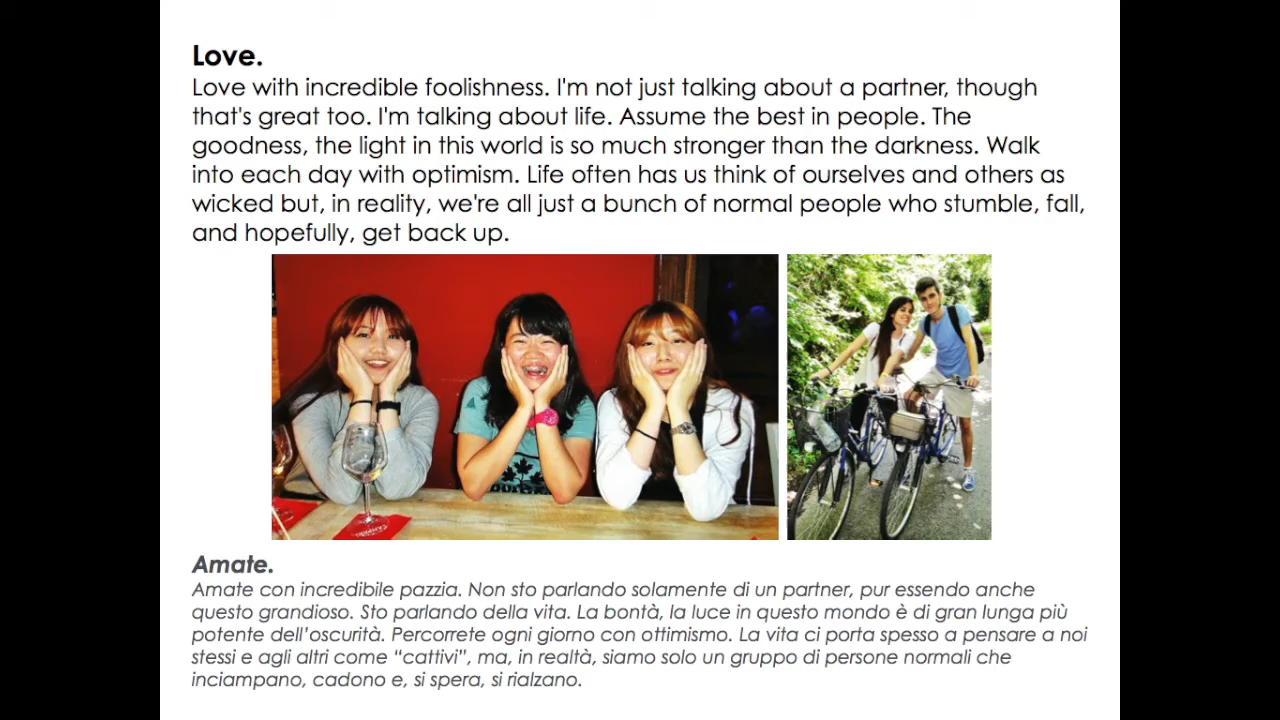 Love.
Love with incredible foolishness. I'm not just talking about a partner, though
that's great too. I'm talking about life. Assume the best in people. The
goodness, the light in this world is so much stronger than the darkness. Walk
into each day with optimism. Life often has us think of ourselves and others as
wicked but, in reality, we're all just a bunch of normal people who stumble, fall,
and hopefully, get back up.
Amate.
Amate con incredibile pazzia. Non sto parlando solamente di un partner, pur essendo anche
questo grandioso. Sto parlando della vita. La bontà, la luce in questo mondo è di gran lunga più
potente dell’oscurità. Percorrete ogni giorno con ottimismo. La vita ci porta spesso a pensare a noi
stessi e agli altri come “cattivi”, ma, in realtà, siamo solo un gruppo di persone normali che
inciampano, cadono e, si spera, si rialzano.